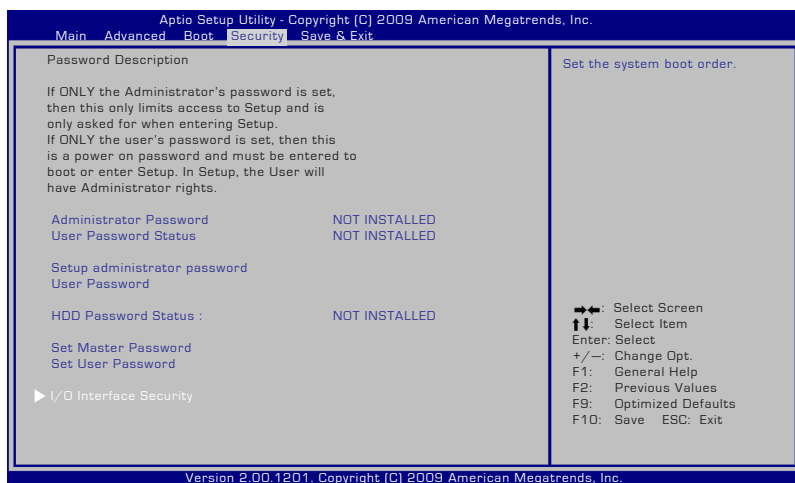 Aptio Setup Utility - Copyright (C) 2009 American Megatrends, Inc.
Main Advanced Boot Security Save & Exit
Password Description
If ONLY the Administrator's password is set,
then this only limits access to Setup and is
only asked for when entering Setup.
If ONLY the user's password is set, then this
is a power on password and must be entered to
boot or enter Setup. In Setup, the User will
have Administrator rights.
Administrator Password NOT INSTALLED
User Password Status NOT INSTALLED
Setup administrator password
User Password
HDD Password Status : NOT INSTALLED
Set Master Password
Set User Password
I/O Interface Security
Set the system boot order.
→←: Select Screen
↑↓: Select Item
Enter: Select
+/—: Change Opt.
F1: General Help
F2: Previous Values
F9: Optimized Defaults
F10: Save ESC: Exit
Version 2.00.1201. Copyright (C) 2009 American Megatrends, Inc.